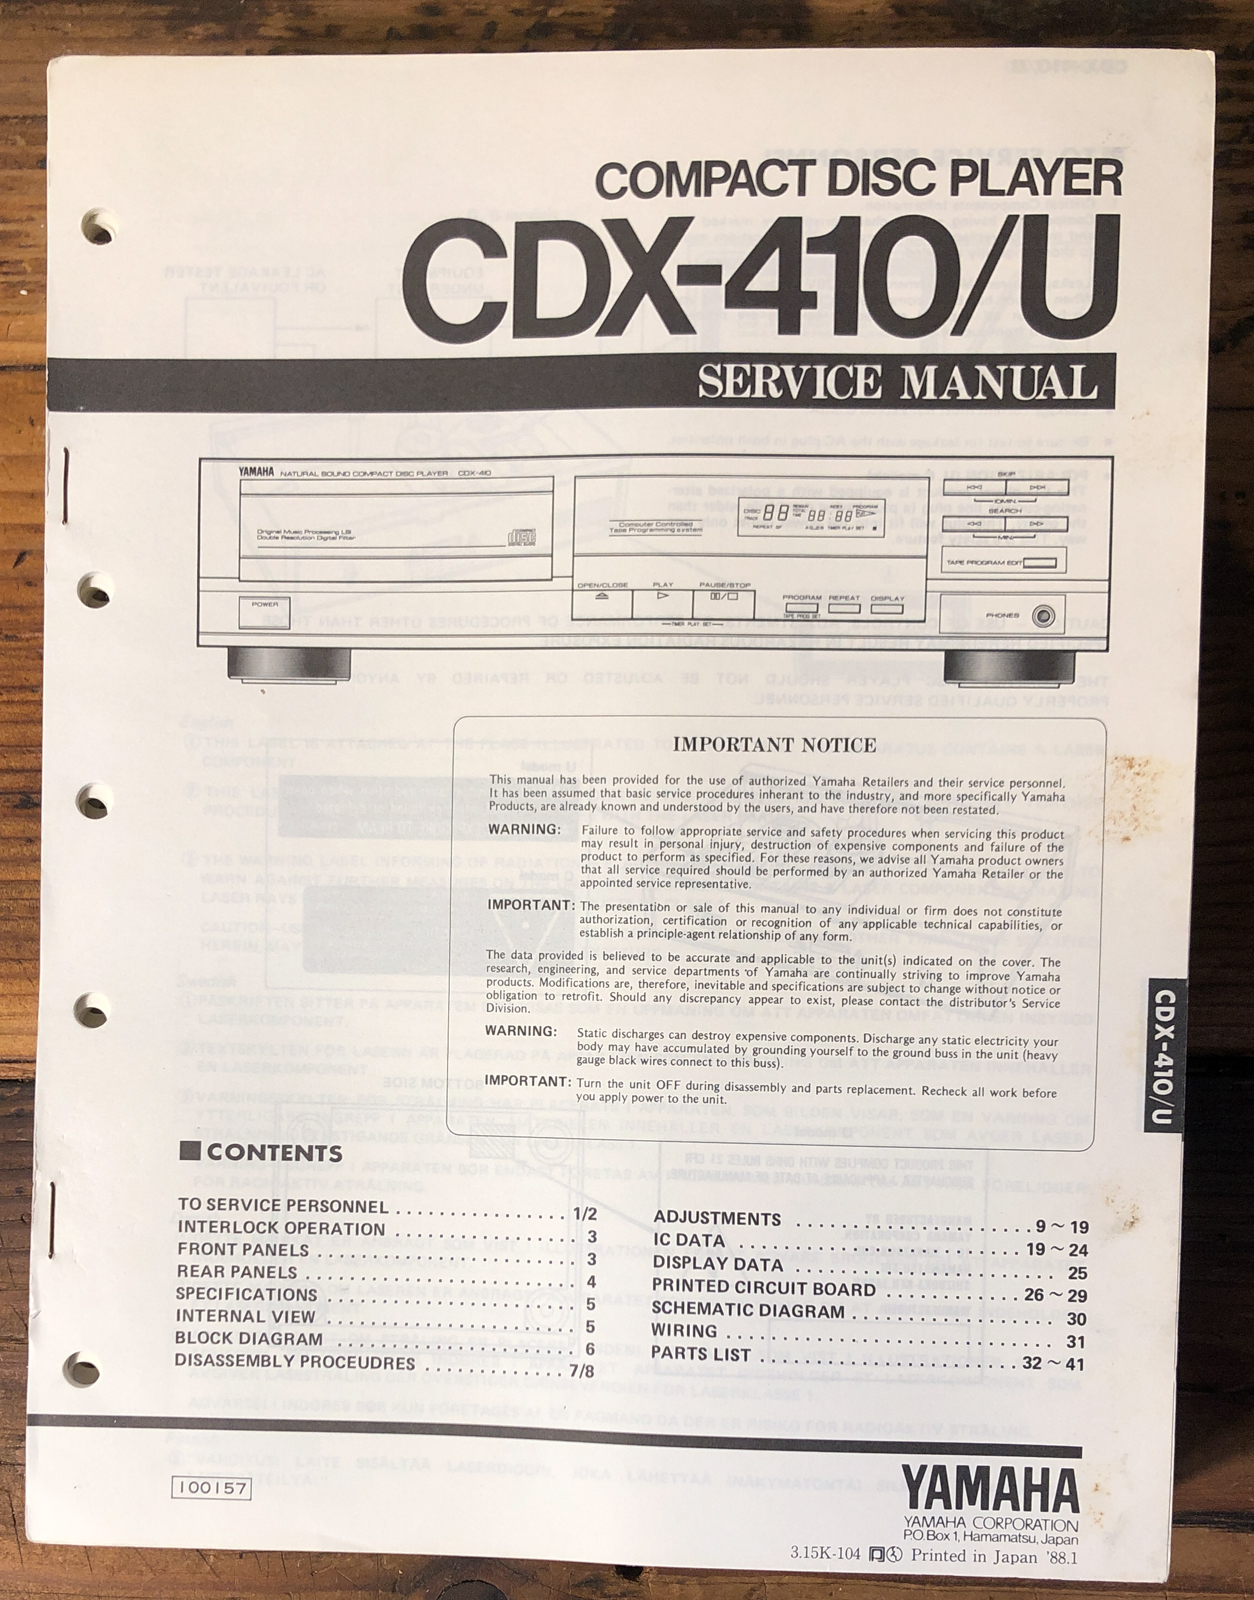 COMPACT DISC PLAYER
CDX-410/U
SERVICE MANUAL
YAMAHA NATURAL SOUND COMPACT DISC PLAYER CDX-410
Original Music Processing LSI
Double Resolution Digital Filter
COMPACT
disc
DIGITAL AUDIO
Computer Controlled
Tape Programming system
DISC
TRACK
SKIP
SEARCH
TAPE PROGRAM EDIT
POWER
OPEN/CLOSE PLAY PAUSE/STOP
TIMER PLAY SET
PROGRAM REPEAT DISPLAY
TAPE PROG SET
PHONES
IMPORTANT NOTICE
This manual has been provided for the use of authorized Yamaha Retailers and their service personnel.
It has been assumed that basic service procedures inherant to the industry, and more specifically Yamaha
Products, are already known and understood by the users, and have therefore not been restated.
WARNING: Failure to follow appropriate service and safety procedures when servicing this product
may result in personal injury, destruction of expensive components and failure of the
product to perform as specified. For these reasons, we advise all Yamaha product owners
that all service required should be performed by an authorized Yamaha Retailer or the
appointed service representative.
IMPORTANT: The presentation or sale of this manual to any individual or firm does not constitute
authorization, certification or recognition of any applicable technical capabilities, or
establish a principle-agent relationship of any form.
The data provided is believed to be accurate and applicable to the unit(s) indicated on the cover. The
research, engineering, and service departments of Yamaha are continually striving to improve Yamaha
products. Modifications are, therefore, inevitable and specifications are subject to change without notice or
obligation to retrofit. Should any discrepancy appear to exist, please contact the distributor's Service
Division.
WARNING: Static discharges can destroy expensive components. Discharge any static electricity your
body may have accumulated by grounding yourself to the ground buss in the unit (heavy
gauge black wires connect to this buss).
IMPORTANT: Turn the unit OFF during disassembly and parts replacement. Recheck all work before
you apply power to the unit.
CDX-410/U
■CONTENTS
TO SERVICE PERSONNEL ................ 1/2
INTERLOCK OPERATION .................. 3
FRONT PANELS ......................... 3
REAR PANELS .......................... 4
SPECIFICATIONS ....................... 5
INTERNAL VIEW ........................ 5
BLOCK DIAGRAM ........................ 6
DISASSEMBLY PROCEUDRES ............. 7/8
ADJUSTMENTS ...................... 9~19
IC DATA .......................... 19~24
DISPLAY DATA ......................... 25
PRINTED CIRCUIT BOARD ............ 26~29
SCHEMATIC DIAGRAM .................... 30
WIRING ............................... 31
PARTS LIST ....................... 32~41
100157
YAMAHA
YAMAHA CORPORATION
P.O.Box 1, Hamamatsu, Japan
3.15K-104 Printed in Japan '88.1